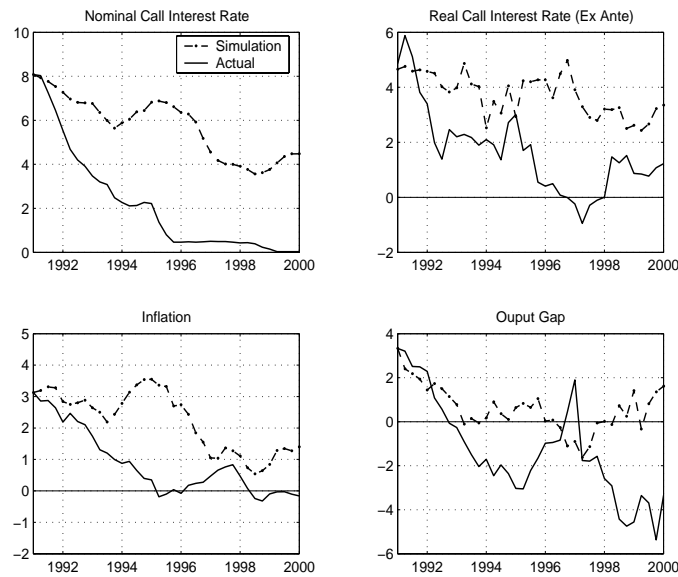 Nominal Call Interest Rate
Simulation
Actual
10
8
6
4
2
0
1992 1994 1996 1998 2000
Real Call Interest Rate (Ex Ante)
6
4
2
0
−2
1992 1994 1996 1998 2000
Inflation
5
4
3
2
1
0
−1
−2
1992 1994 1996 1998 2000
Ouput Gap
4
2
0
−2
−4
−6
1992 1994 1996 1998 2000